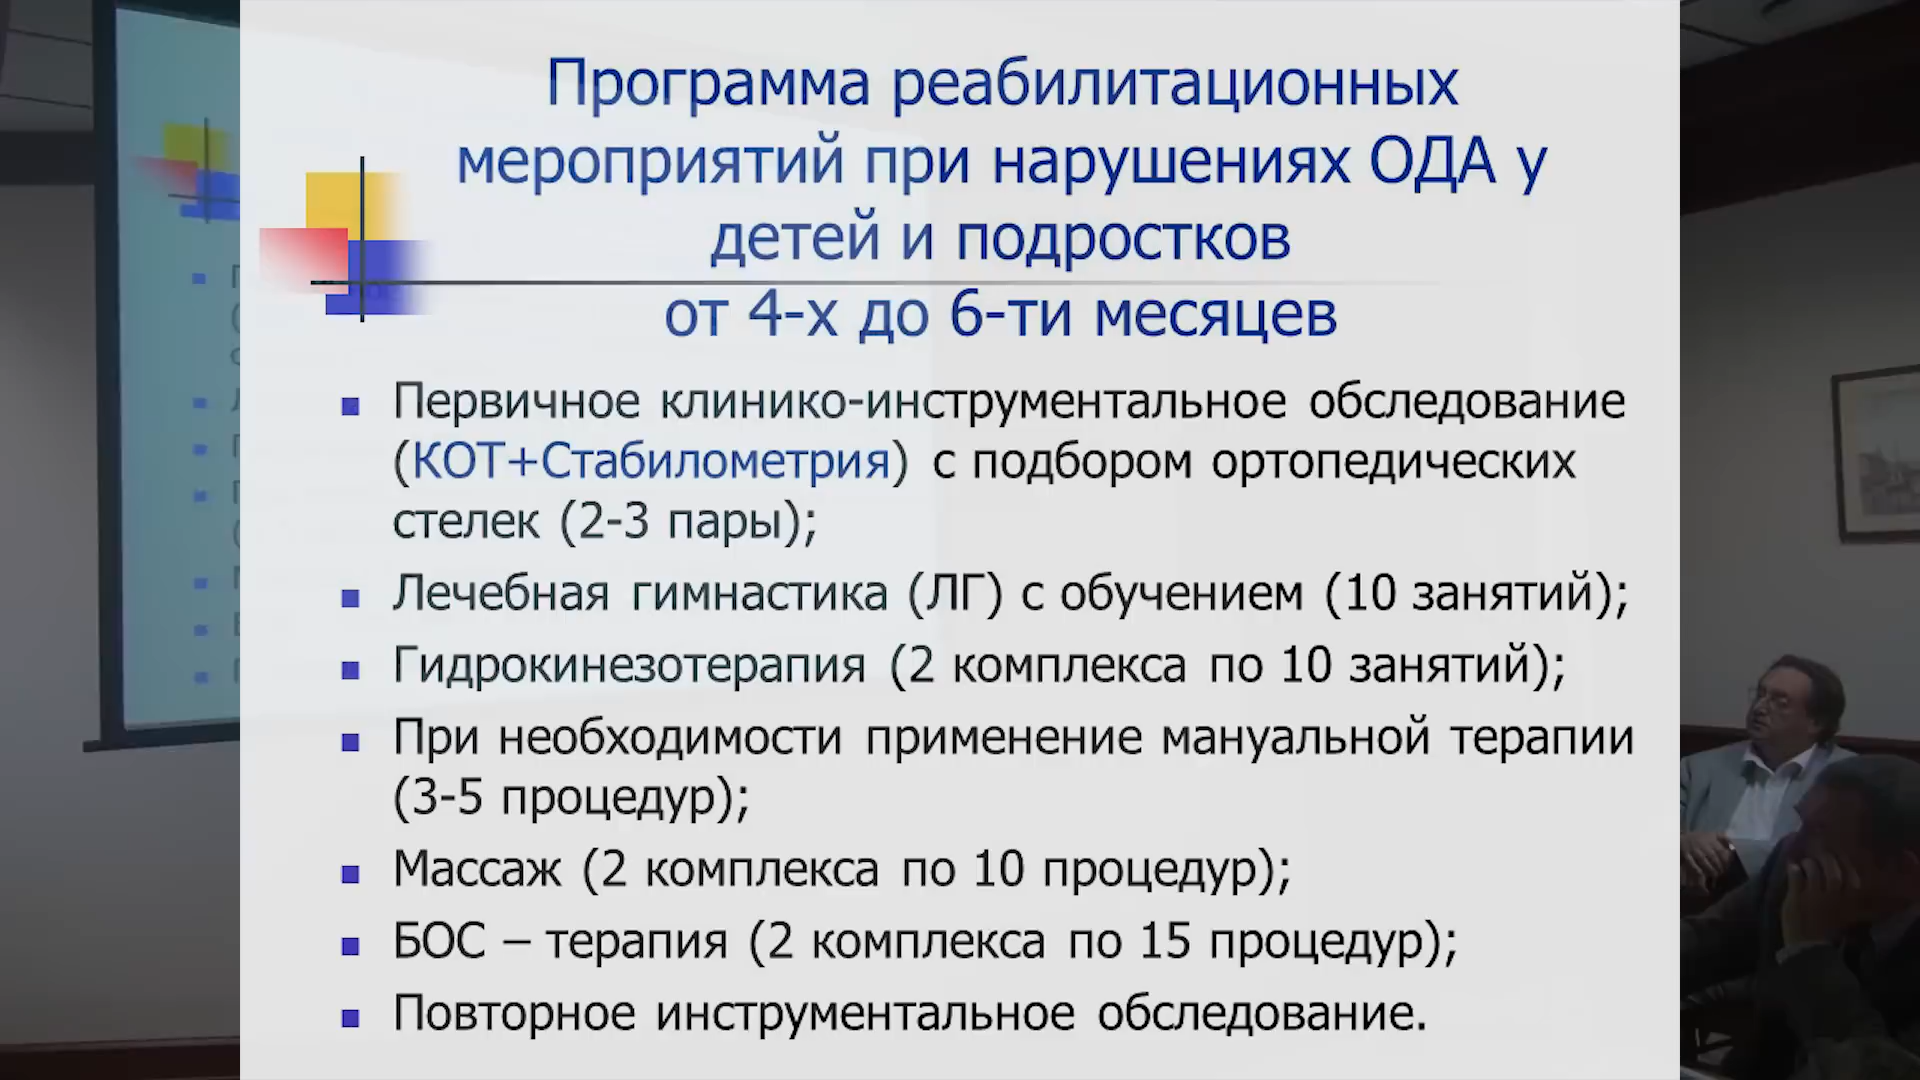 Программа реабилитационных
мероприятий при нарушениях ОДА у
детей и подростков
от 4-х до 6-ти месяцев
Первичное клинико-инструментальное обследование
(КОТ+Стабилометрия) с подбором ортопедических
стелек (2-3 пары);
Лечебная гимнастика (ЛГ) с обучением (10 занятий);
Гидрокинезотерапия (2 комплекса по 10 занятий);
При необходимости применение мануальной терапии
(3-5 процедур);
Массаж (2 комплекса по 10 процедур);
БОС – терапия (2 комплекса по 15 процедур);
Повторное инструментальное обследование.